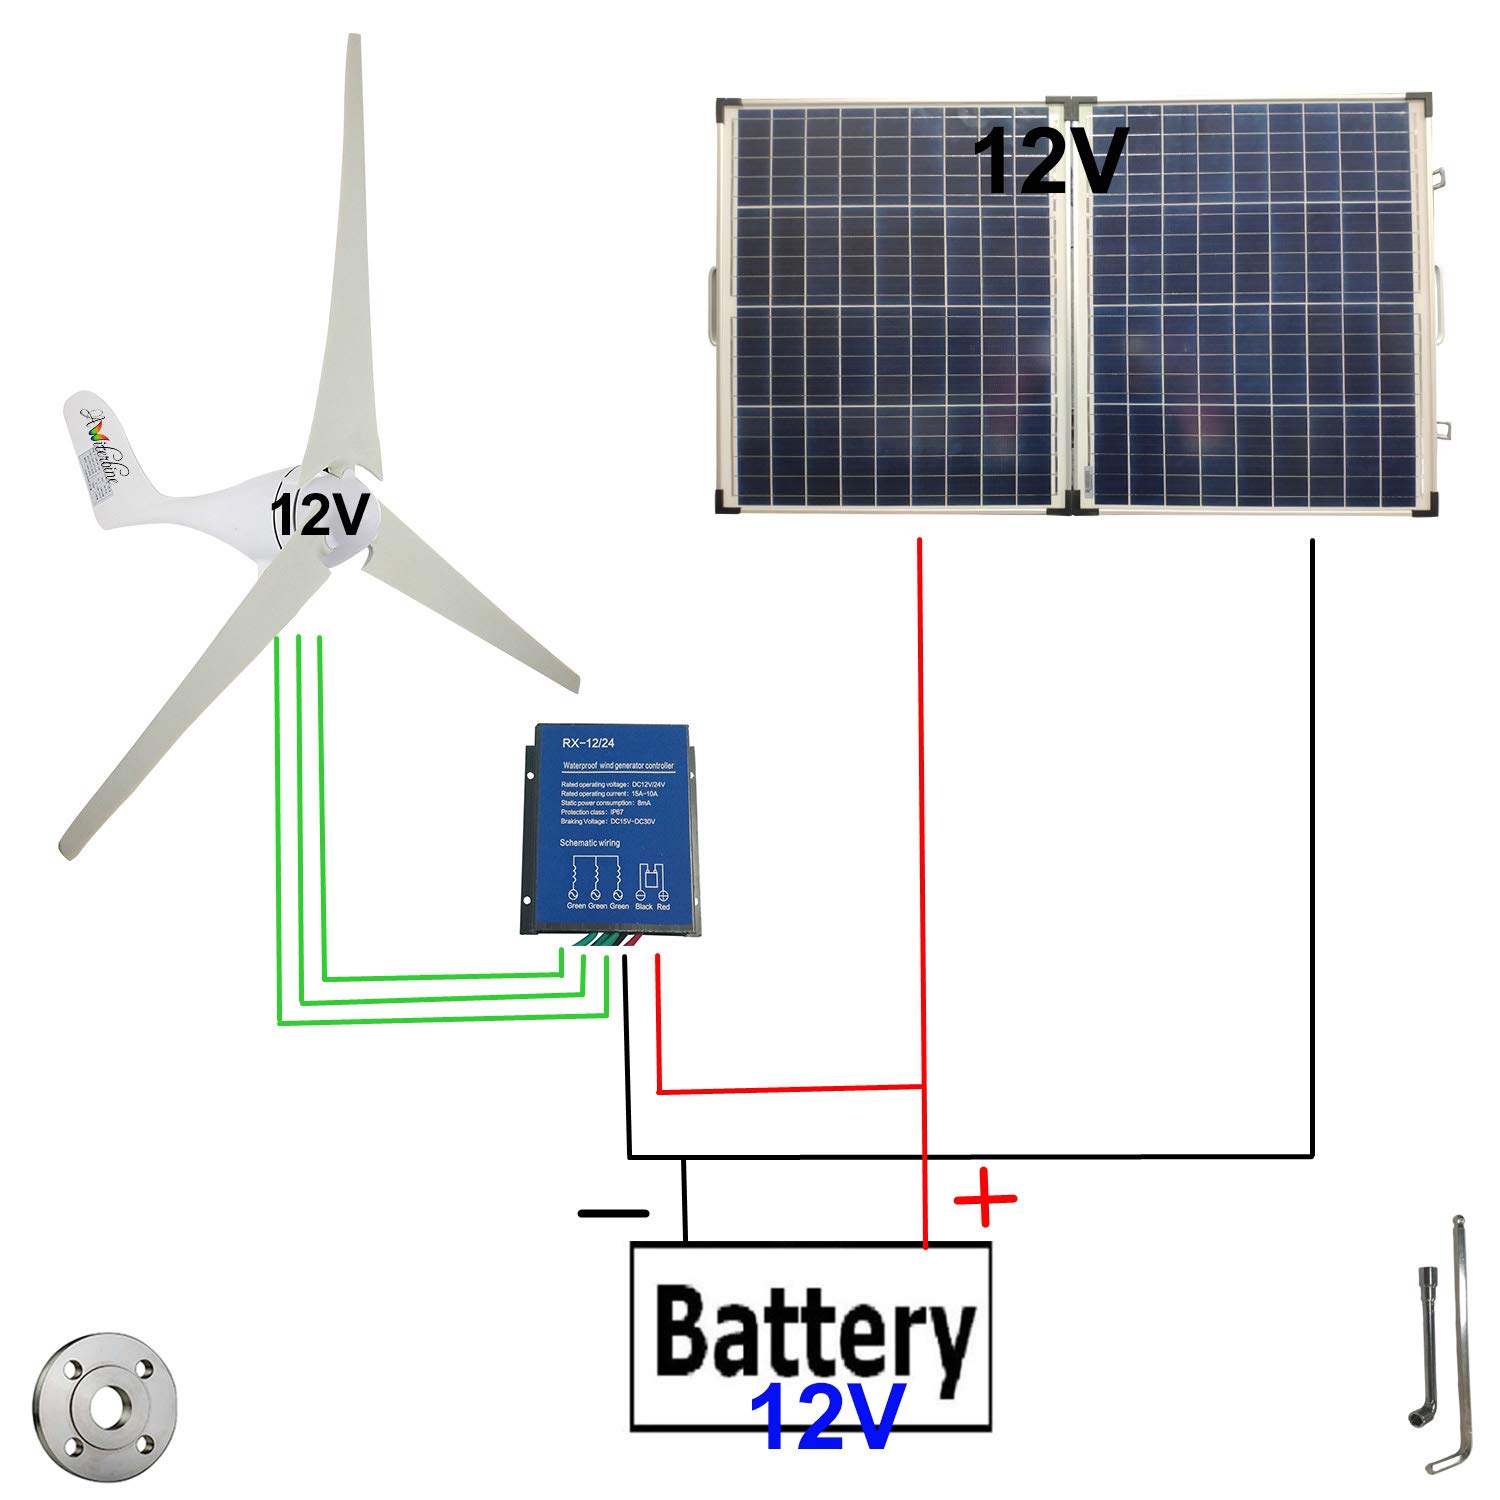 12V
12V
Awiterbine
RX-12/24
Waterproof wind generator controller
Rated operating voltage: DC12V/24V
Rated operating current: 15A-10A
Static power consumption: 8mA
Protection class: IP67
Braking Voltage: DC15V-DC30V
Schematic wiring
Green Green Green Black Red
− +
Battery
12V